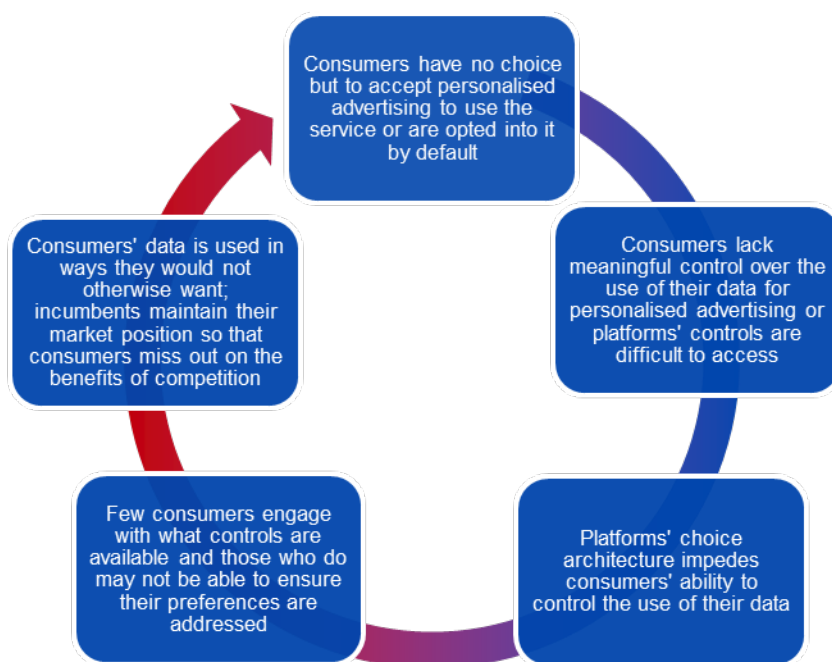 Consumers have no choice
but to accept personalised
advertising to use the
service or are opted into it
by default
Consumers lack
meaningful control over the
use of their data for
personalised advertising or
platforms' controls are
difficult to access
Platforms' choice
architecture impedes
consumers' ability to
control the use of their data
Few consumers engage
with what controls are
available and those who do
may not be able to ensure
their preferences are
addressed
Consumers' data is used in
ways they would not
otherwise want;
incumbents maintain their
market position so that
consumers miss out on the
benefits of competition